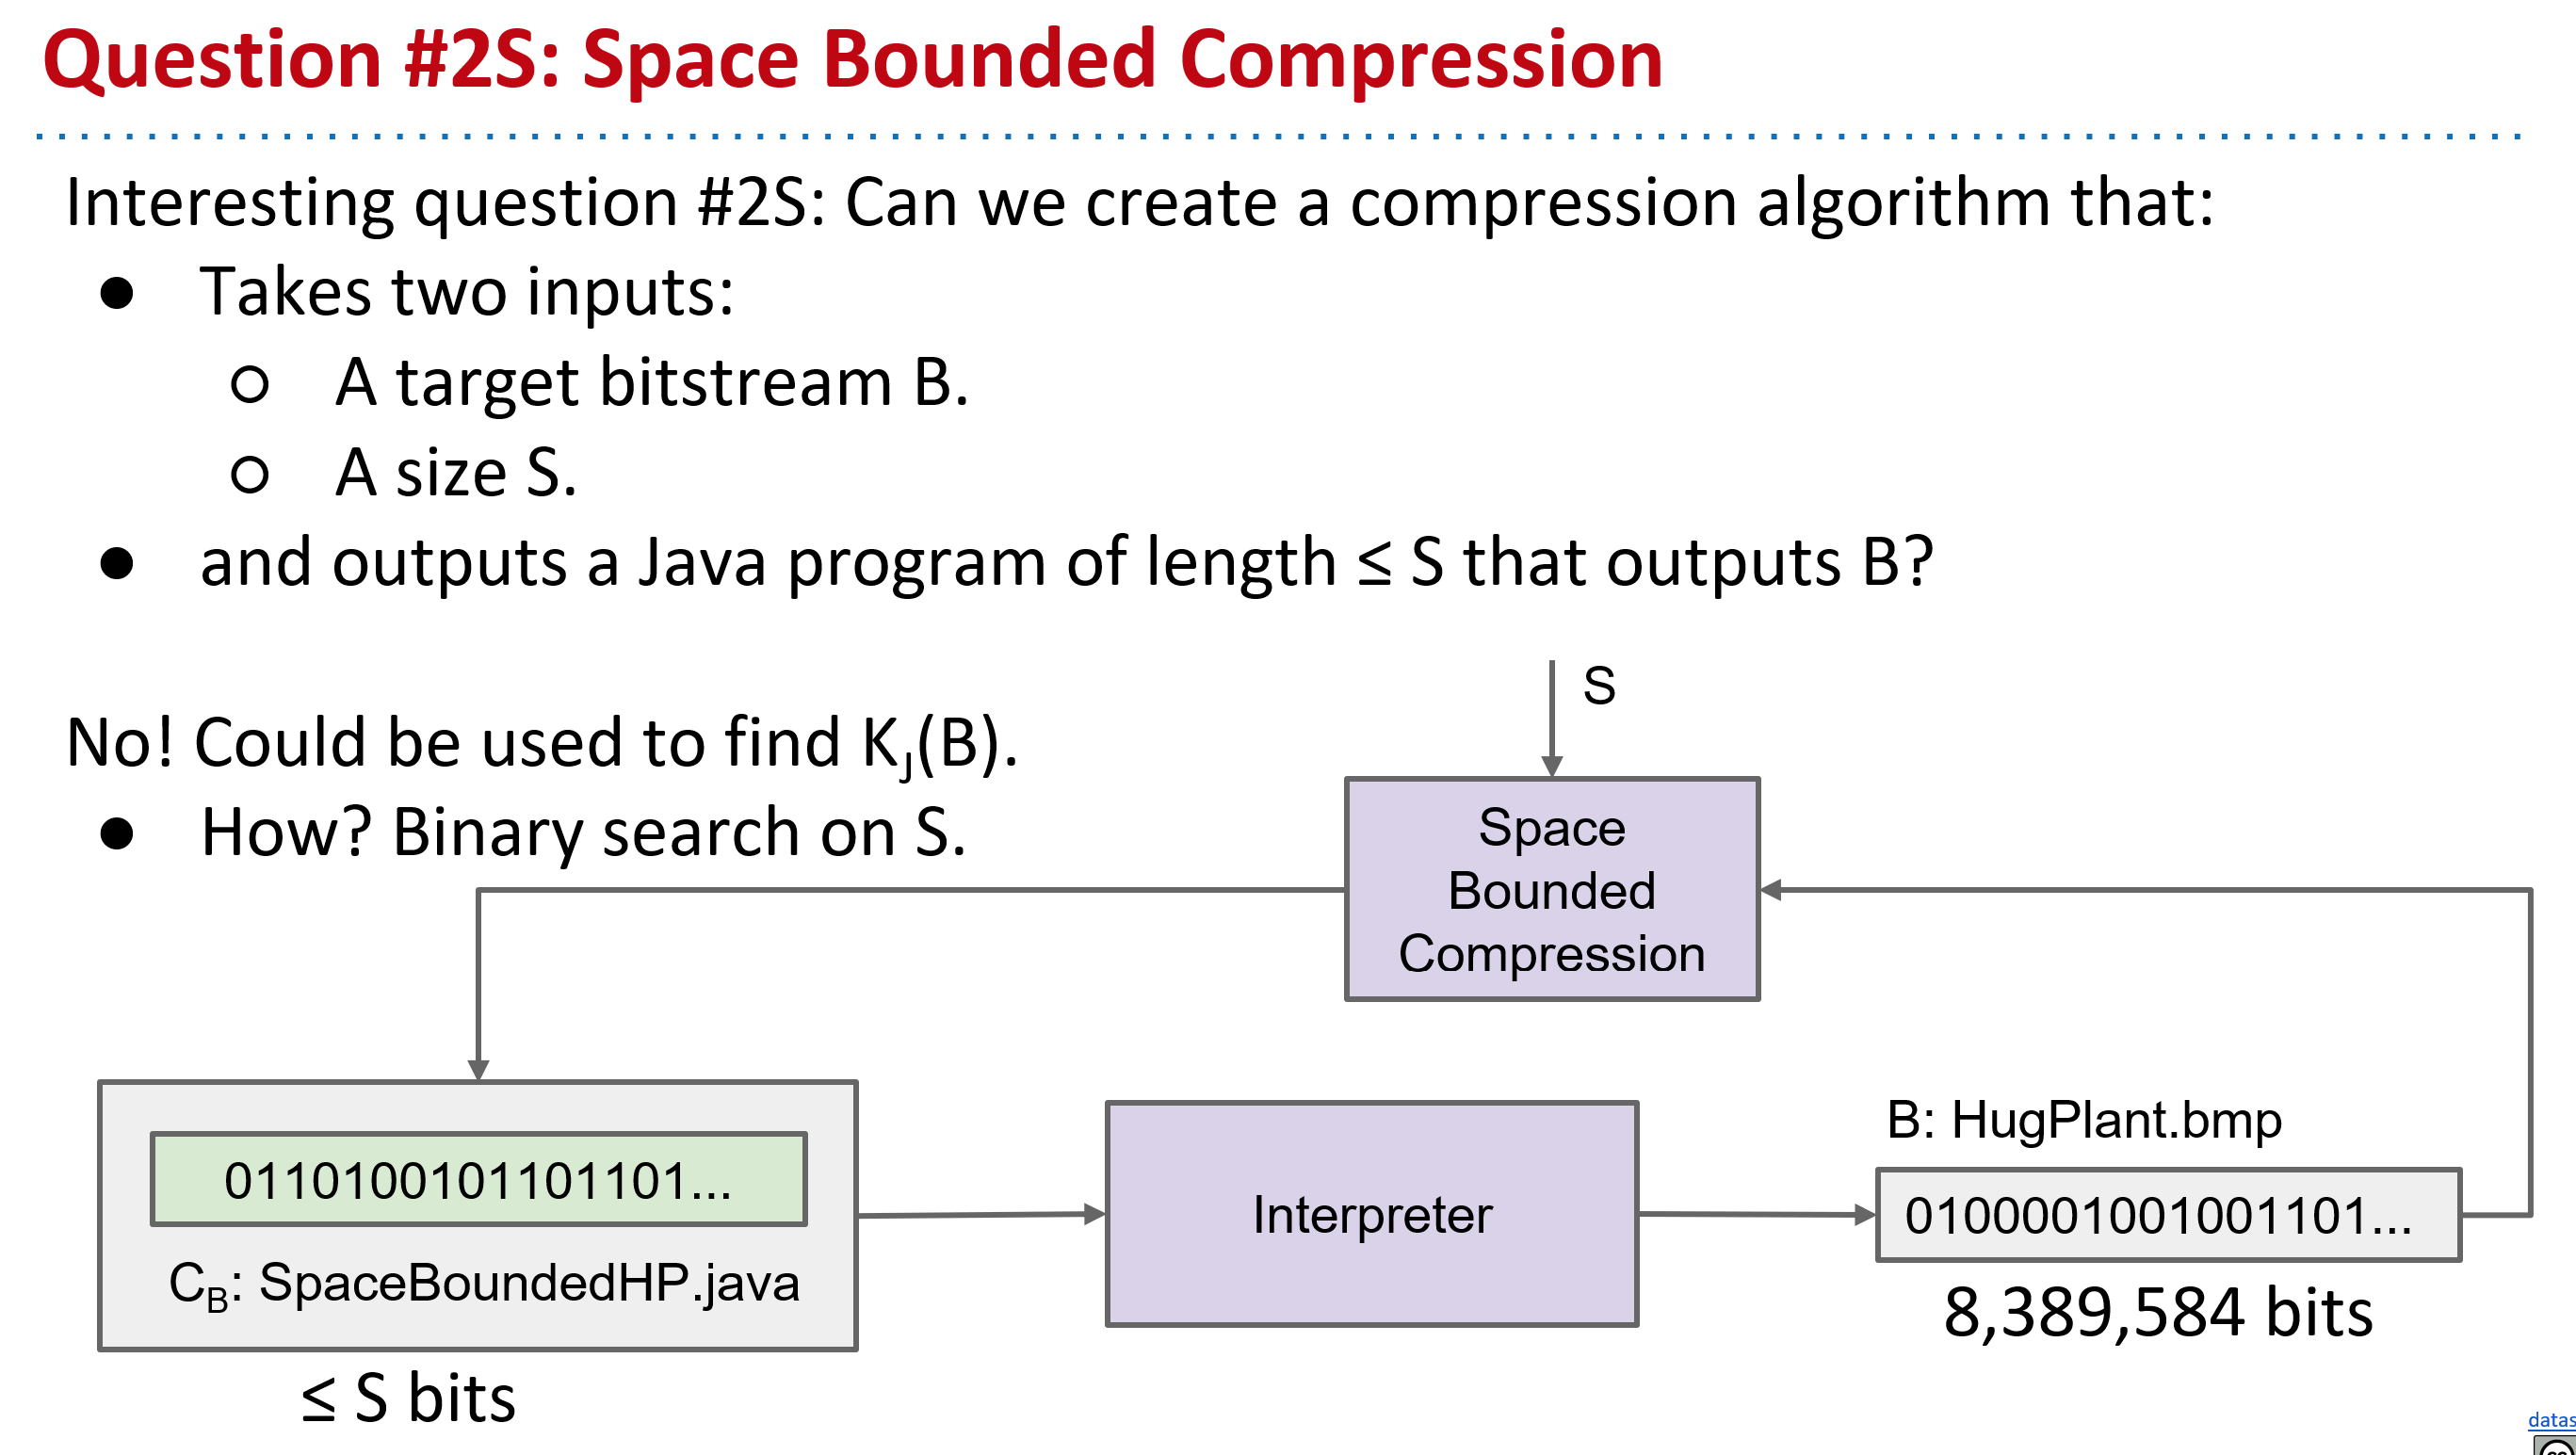 Question #2S: Space Bounded Compression
Interesting question #2S: Can we create a compression algorithm that:
● Takes two inputs:
○ A target bitstream B.
○ A size S.
● and outputs a Java program of length ≤ S that outputs B?
No! Could be used to find KJ(B).
● How? Binary search on S.
S
Space
Bounded
Compression
0110100101101101...
CB: SpaceBoundedHP.java
≤ S bits
Interpreter
B: HugPlant.bmp
0100001001001101...
8,389,584 bits
datas